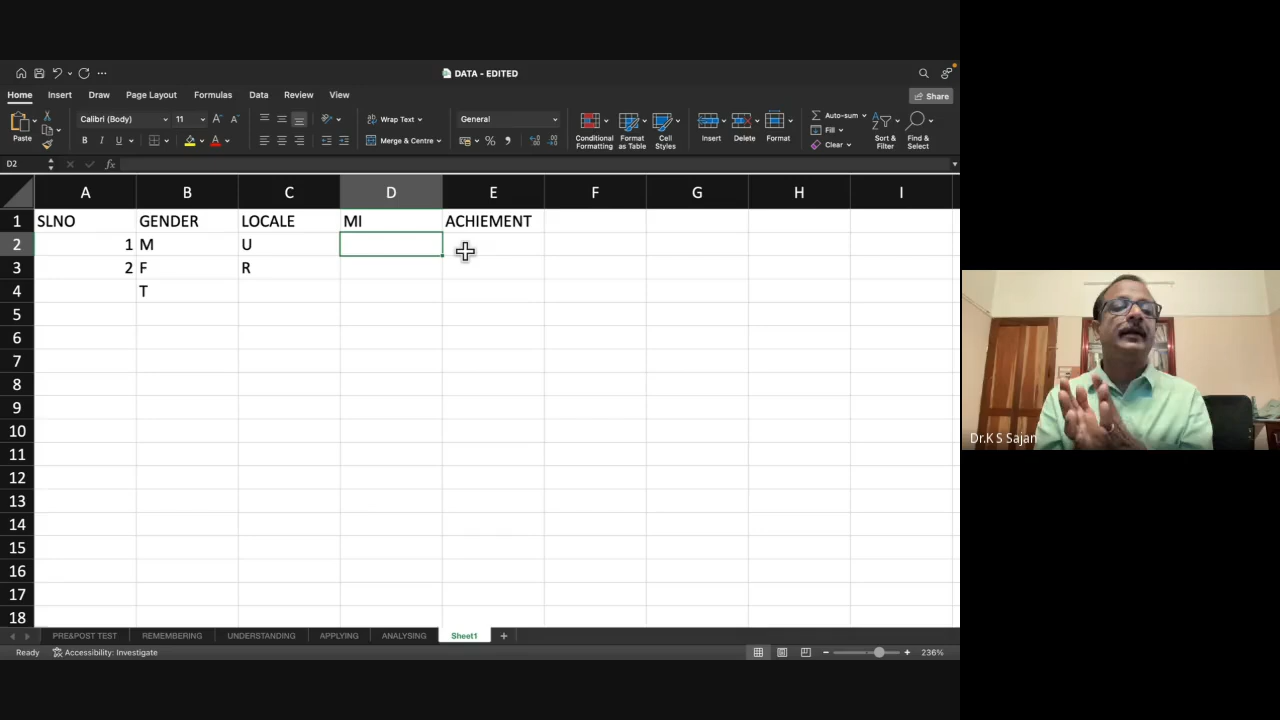 DATA - EDITED
Home Insert Draw Page Layout Formulas Data Review View Share
Paste Calibri (Body) 11 A A Wrap Text General Conditional Formatting Format as Table Cell Styles Insert Delete Format Auto-sum Fill Clear Sort & Filter Find & Select
B I U A Merge & Centre % 
D2 fx
A B C D E F G H I
1 SLNO GENDER LOCALE MI ACHIEMENT
2 1 M U
3 2 F R
4 T
5
6
7
8
9
10
11
12
13
14
15
16
17
18
PRE&POST TEST REMEMBERING UNDERSTANDING APPLYING ANALYSING Sheet1 +
Ready Accessibility: Investigate - + 236%
Dr.K S Sajan